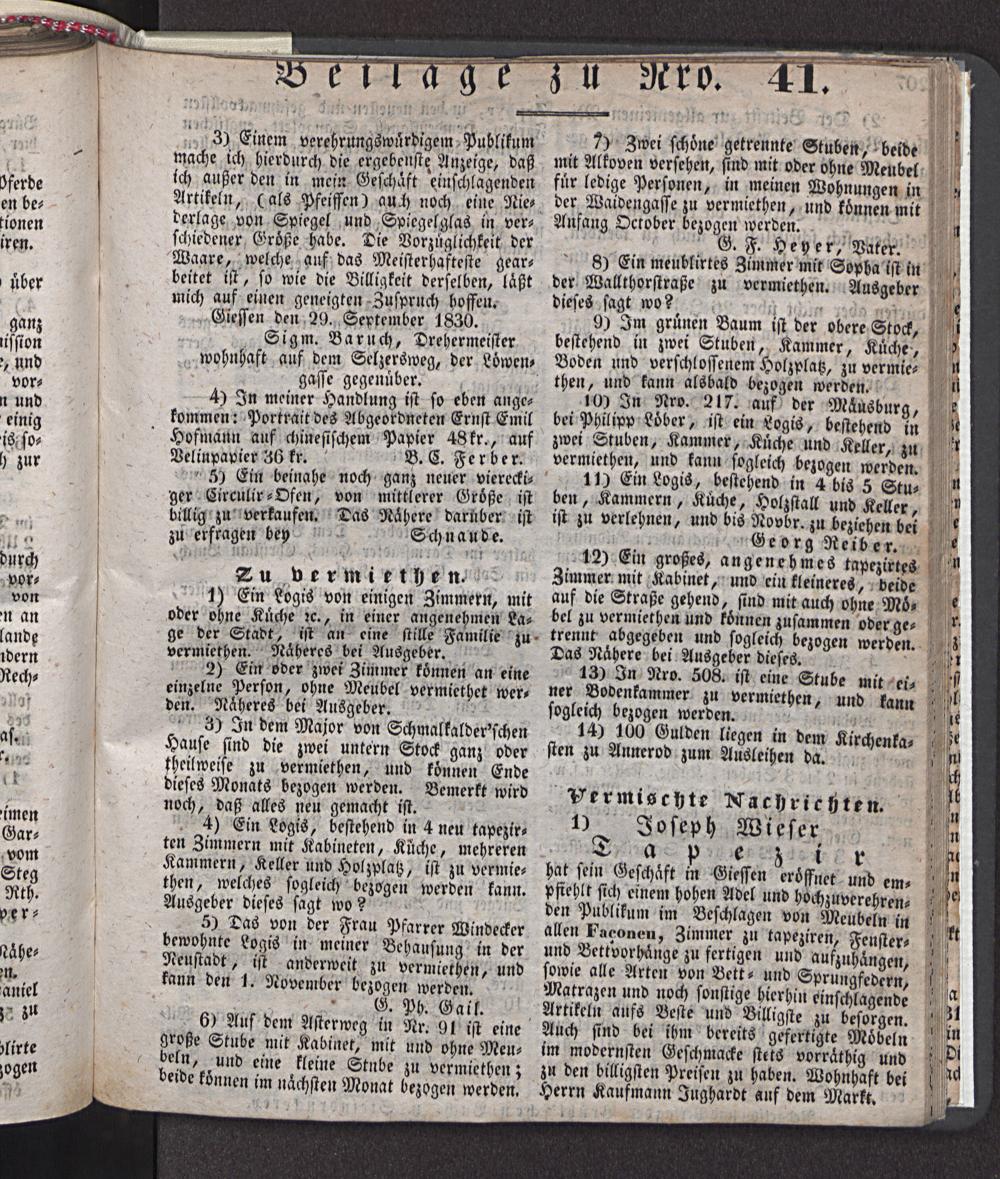 Beilage zu Nro. 41.
3) Einem verehrungswürdigem Publikum
mache ich hierdurch die ergebenste Anzeige, daß
ich außer den in mein Geschäft einschlagenden
Artikeln, (als Pfeiffen) auch noch eine Nie-
derlage von Spiegel und Spiegelglas in ver-
schiedener Größe habe. Die Vorzüglichkeit der
Waare, welche auf das Meisterhafteste gear-
beitet ist, so wie die Billigkeit derselben, läßt
mich auf einen geneigten Zuspruch hoffen.
Giessen den 29. September 1830.
Sigm. Baruch, Drehermeister
wohnhaft auf dem Selzersweg, der Löwen-
gasse gegenüber.
4) In meiner Handlung ist so eben ange-
kommen: Portrait des Abgeordneten Ernst Emil
Hofmann auf chinesischem Papier 48 kr., auf
Velinpapier 36 kr. B. C. Ferber.
5) Ein beinahe noch ganz neuer vierecki-
ger Circulir-Ofen, von mittlerer Größe ist
billig zu verkaufen. Das Nähere darüber ist
zu erfragen bey Schnaude.
Zu vermiethen.
1) Ein Logis von einigen Zimmern, mit
oder ohne Küche ꝛc., in einer angenehmen La-
ge der Stadt, ist an eine stille Familie zu
vermiethen. Näheres bei Ausgeber.
2) Ein oder zwei Zimmer können an eine
einzelne Person, ohne Meubel vermiethet wer-
den. Näheres bei Ausgeber.
3) In dem Major von Schmalkalder'schen
Hause sind die zwei untern Stock ganz oder
theilweise zu vermiethen, und können Ende
dieses Monats bezogen werden. Bemerkt wird
noch, daß alles neu gemacht ist.
4) Ein Logis, bestehend in 4 neu tapezir-
ten Zimmern mit Kabineten, Küche, mehreren
Kammern, Keller und Holzplatz, ist zu vermie-
then, welches sogleich bezogen werden kann.
Ausgeber dieses sagt wo?
5) Das von der Frau Pfarrer Windecker
bewohnte Logis in meiner Behausung in der
Neustadt, ist anderweit zu vermiethen, und
kann den 1. November bezogen werden.
G. Ph. Gail.
6) Auf dem Asterweg in Nr. 91 ist eine
große Stube mit Kabinet, mit und ohne Meu-
beln, und eine kleine Stube zu vermiethen;
beide können im nächsten Monat bezogen werden.
7) Zwei schöne getrennte Stuben, beide
mit Alkoven versehen, sind mit oder ohne Meubel
für ledige Personen, in meinen Wohnungen in
der Waidengasse zu vermiethen, und können mit
Anfang October bezogen werden.
G. F. Heyer, Vater.
8) Ein meublirtes Zimmer mit Sopha ist in
der Wallthorstraße zu vermiethen. Ausgeber
dieses sagt wo?
9) Im grünen Baum ist der obere Stock,
bestehend in zwei Stuben, Kammer, Küche,
Boden und verschlossenem Holzplatz, zu vermie-
then, und kann alsbald bezogen werden.
10) In Nro. 217. auf der Mäusburg,
bei Philipp Löber, ist ein Logis, bestehend in
zwei Stuben, Kammer, Küche und Keller, zu
vermiethen, und kann sogleich bezogen werden.
11) Ein Logis, bestehend in 4 bis 5 Stu-
ben, Kammern, Küche, Holzstall und Keller,
ist zu verlehnen, und bis Novbr. zu beziehen bei
Georg Reiber.
12) Ein großes, angenehmes tapezirtes
Zimmer mit Kabinet, und ein kleineres, beide
auf die Straße gehend, sind mit auch ohne Mö-
bel zu vermiethen und können zusammen oder ge-
trennt abgegeben und sogleich bezogen werden.
Das Nähere bei Ausgeber dieses.
13) In Nro. 508. ist eine Stube mit ei-
ner Bodenkammer zu vermiethen, und kann
sogleich bezogen werden.
14) 100 Gulden liegen in dem Kirchenka-
sten zu Annerod zum Ausleihen da.
Vermischte Nachrichten.
1) Joseph Wieser
Tapezir
hat sein Geschäft in Giessen eröffnet und em-
pfiehlt sich einem hohen Adel und hochzuverehren-
den Publikum im Beschlagen von Meubeln in
allen Faconen, Zimmer zu tapeziren, Fenster-
und Bettvorhänge zu fertigen und aufzuhängen,
sowie alle Arten von Bett- und Sprungfedern,
Matrazen und noch sonstige hierhin einschlagende
Artikeln aufs Beste und Billigste zu besorgen.
Auch sind bei ihm bereits gefertigte Möbeln
im modernsten Geschmacke stets vorräthig und
zu den billigsten Preisen zu haben. Wohnhaft bei
Herrn Kaufmann Jughardt auf dem Markt.